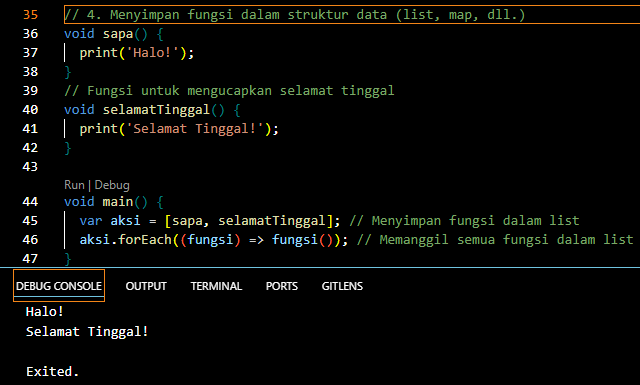 35 // 4. Menyimpan fungsi dalam struktur data (list, map, dll.)
36 void sapa() {
37   print('Halo!');
38 }
39 // Fungsi untuk mengucapkan selamat tinggal
40 void selamatTinggal() {
41   print('Selamat Tinggal!');
42 }
43
Run | Debug
44 void main() {
45   var aksi = [sapa, selamatTinggal]; // Menyimpan fungsi dalam list
46   aksi.forEach((fungsi) => fungsi()); // Memanggil semua fungsi dalam list
47 }
DEBUG CONSOLE OUTPUT TERMINAL PORTS GITLENS
Halo!
Selamat Tinggal!
Exited.